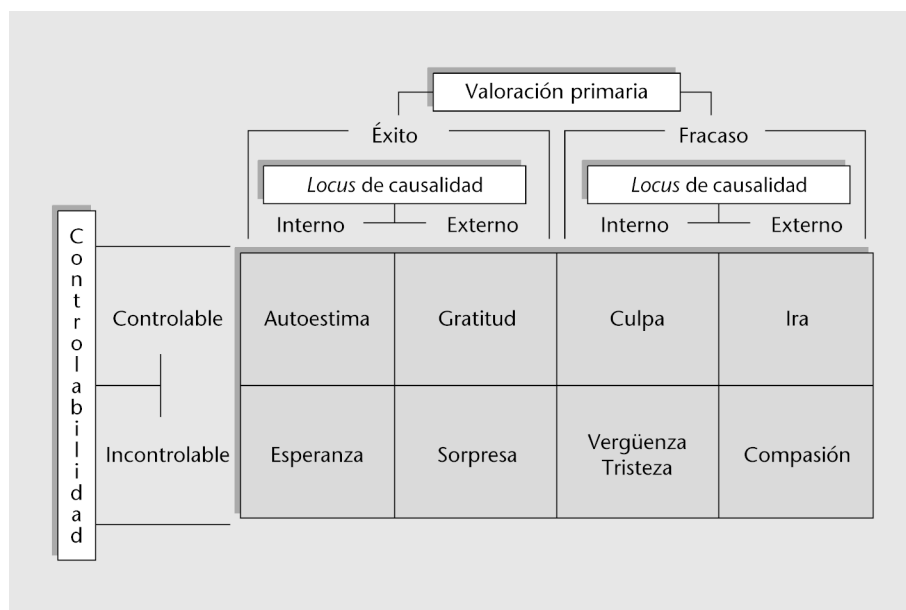 Valoración primaria
Éxito
Fracaso
Locus de causalidad
Locus de causalidad
Interno
Externo
Interno
Externo
Controlabilidad
Controlable
Autoestima
Gratitud
Culpa
Ira
Incontrolable
Esperanza
Sorpresa
Vergüenza
Tristeza
Compasión